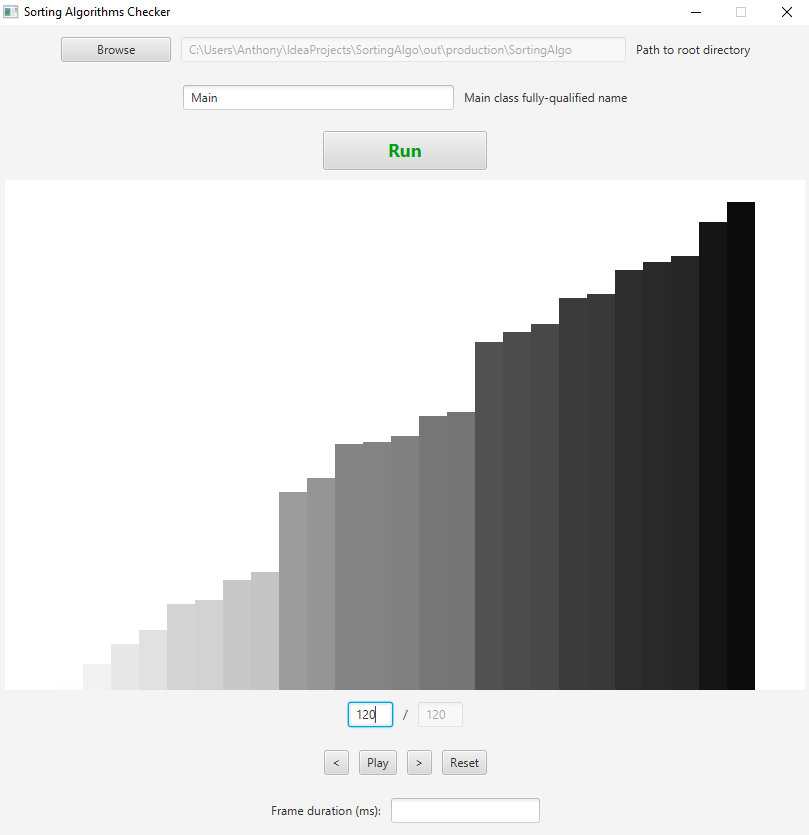 Sorting Algorithms Checker
Browse C:\Users\Anthony\IdeaProjects\SortingAlgo\out\production\SortingAlgo Path to root directory
Main Main class fully-qualified name
Run
120 / 120
< Play > Reset
Frame duration (ms):